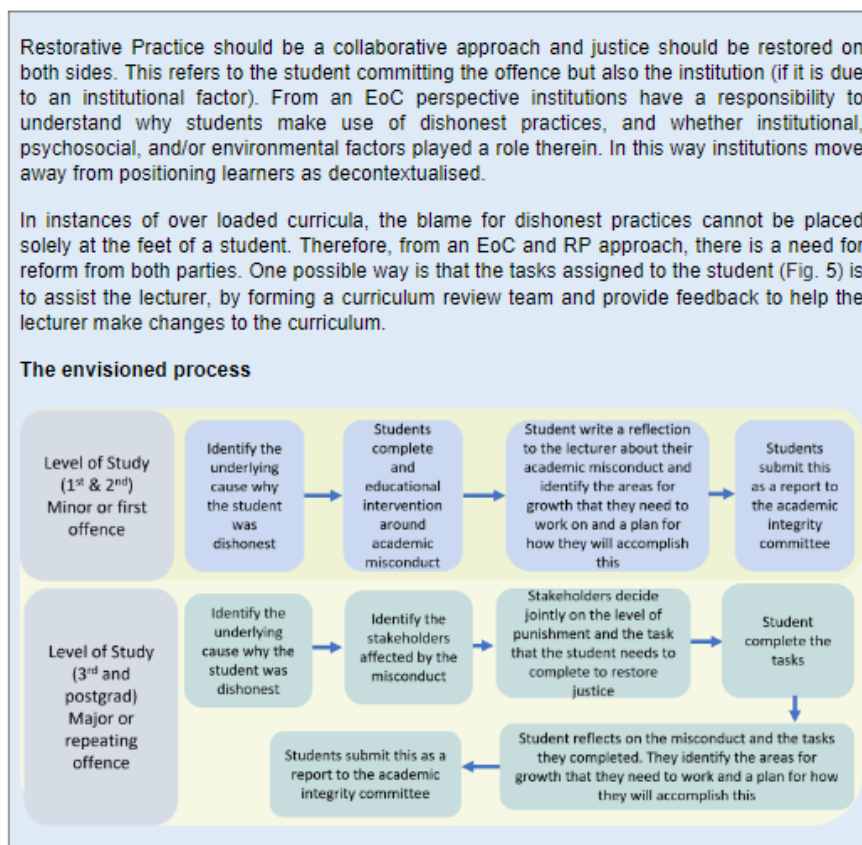 Restorative Practice should be a collaborative approach and justice should be restored on
both sides. This refers to the student committing the offence but also the institution (if it is due
to an institutional factor). From an EoC perspective institutions have a responsibility to
understand why students make use of dishonest practices, and whether institutional,
psychosocial, and/or environmental factors played a role therein. In this way institutions move
away from positioning learners as decontextualised.
In instances of over loaded curricula, the blame for dishonest practices cannot be placed
solely at the feet of a student. Therefore, from an EoC and RP approach, there is a need for
reform from both parties. One possible way is that the tasks assigned to the student (Fig. 5) is
to assist the lecturer, by forming a curriculum review team and provide feedback to help the
lecturer make changes to the curriculum.
The envisioned process
Level of Study
(1st & 2nd)
Minor or first
offence
Identify the
underlying
cause why
the student
was
dishonest
Students
complete
and
educational
intervention
around
academic
misconduct
Student write a reflection
to the lecturer about their
academic misconduct and
identify the areas for
growth that they need to
work on and a plan for
how they will accomplish
this
Students
submit this
as a report to
the academic
integrity
committee
Level of Study
(3rd and
postgrad)
Major or
repeating
offence
Identify the
underlying
cause why the
student was
dishonest
Identify the
stakeholders
affected by the
misconduct
Stakeholders decide
jointly on the level of
punishment and the task
that the student needs to
complete to restore
justice
Student
complete the
tasks
Student reflects on the misconduct and the tasks
they completed. They identify the areas for
growth that they need to work and a plan for how
they will accomplish this
Students submit this as a
report to the academic
integrity committee